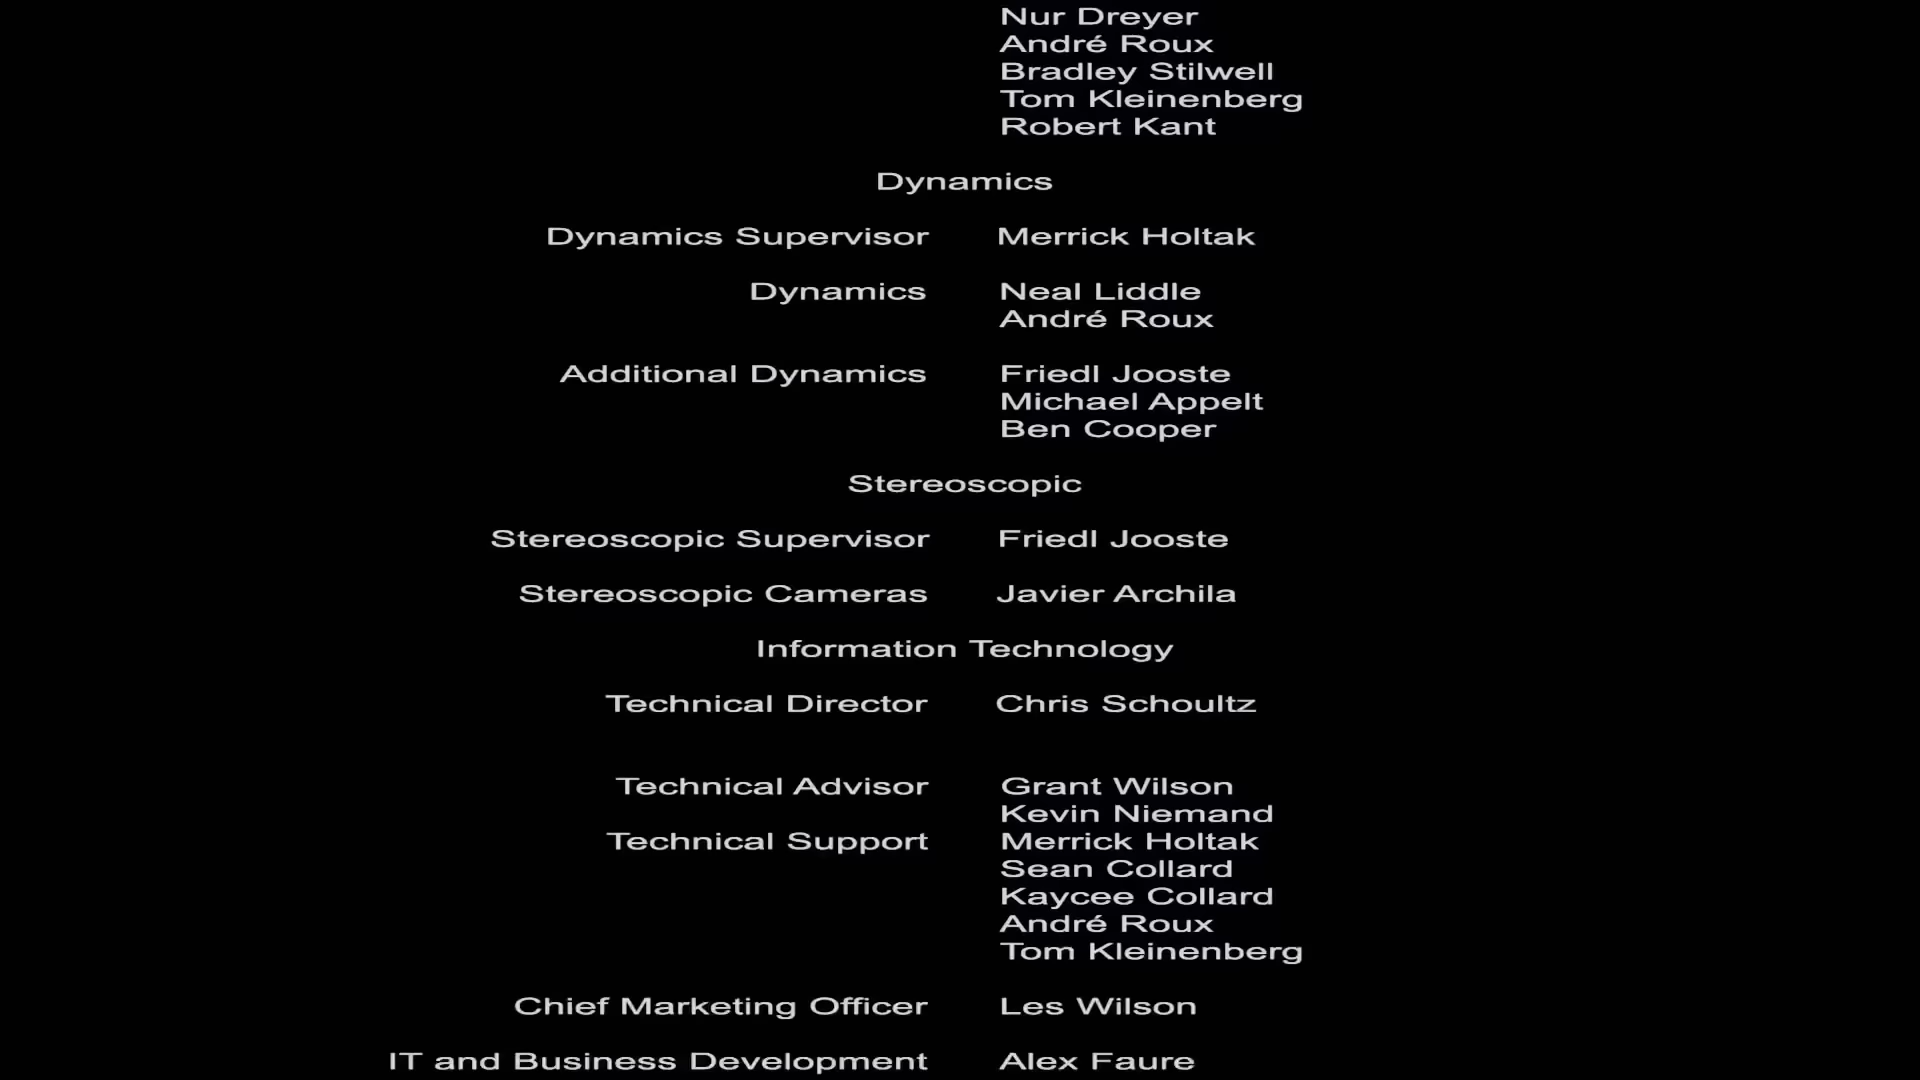 Nur Dreyer
André Roux
Bradley Stilwell
Tom Kleinenberg
Robert Kant
Dynamics
Dynamics Supervisor Merrick Holtak
Dynamics Neal Liddle
André Roux
Additional Dynamics Friedl Jooste
Michael Appelt
Ben Cooper
Stereoscopic
Stereoscopic Supervisor Friedl Jooste
Stereoscopic Cameras Javier Archila
Information Technology
Technical Director Chris Schoultz
Technical Advisor Grant Wilson
Kevin Niemand
Technical Support Merrick Holtak
Sean Collard
Kaycee Collard
André Roux
Tom Kleinenberg
Chief Marketing Officer Les Wilson
IT and Business Development Alex Faure